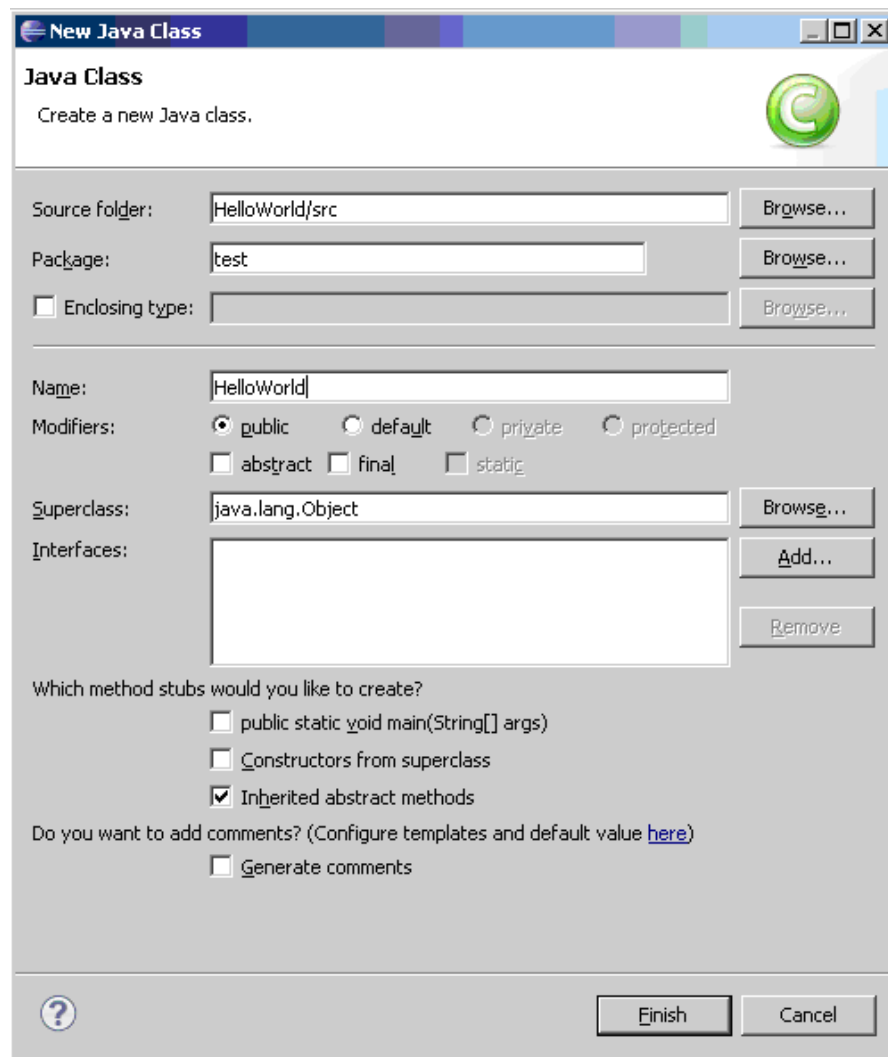 New Java Class
Java Class
Create a new Java class.
C
Source folder: HelloWorld/src Browse...
Package: test Browse...
Enclosing type: Browse...
Name: HelloWorld
Modifiers: public default private protected
abstract final static
Superclass: java.lang.Object Browse...
Interfaces: Add...
Remove
Which method stubs would you like to create?
public static void main(String[] args)
Constructors from superclass
Inherited abstract methods
Do you want to add comments? (Configure templates and default value here)
Generate comments
? Finish Cancel